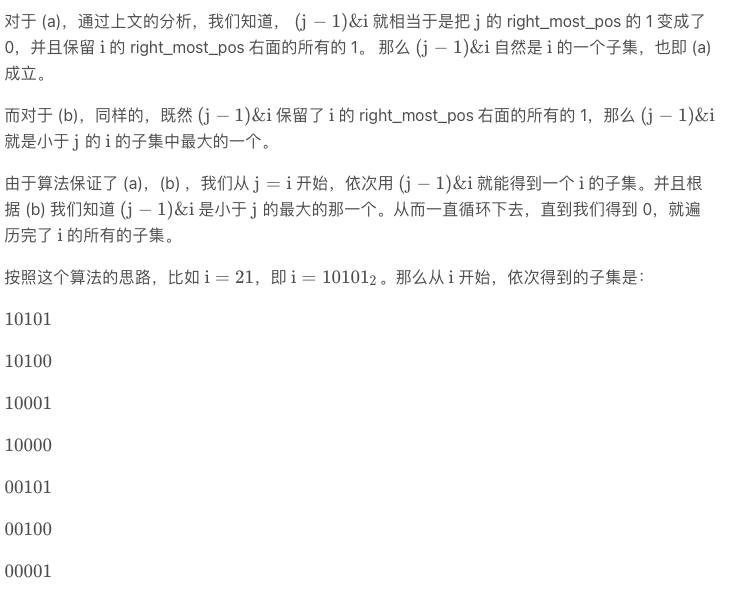 对于 (a)，通过上文的分析，我们知道， (j − 1)&i 就相当于是把 j 的 right_most_pos 的 1 变成了
0，并且保留 i 的 right_most_pos 右面的所有的 1。 那么 (j − 1)&i 自然是 i 的一个子集，也即 (a)
成立。
而对于 (b)，同样的，既然 (j − 1)&i 保留了 i 的 right_most_pos 右面的所有的 1，那么 (j − 1)&i
就是小于 j 的 i 的子集中最大的一个。
由于算法保证了 (a)，(b) ，我们从 j = i 开始，依次用 (j − 1)&i 就能得到一个 i 的子集。并且根
据 (b) 我们知道 (j − 1)&i 是小于 j 的最大的那一个。从而一直循环下去，直到我们得到 0，就遍
历完了 i 的所有的子集。
按照这个算法的思路，比如 i = 21，即 i = 10101₂ 。那么从 i 开始，依次得到的子集是：
10101
10100
10001
10000
00101
00100
00001